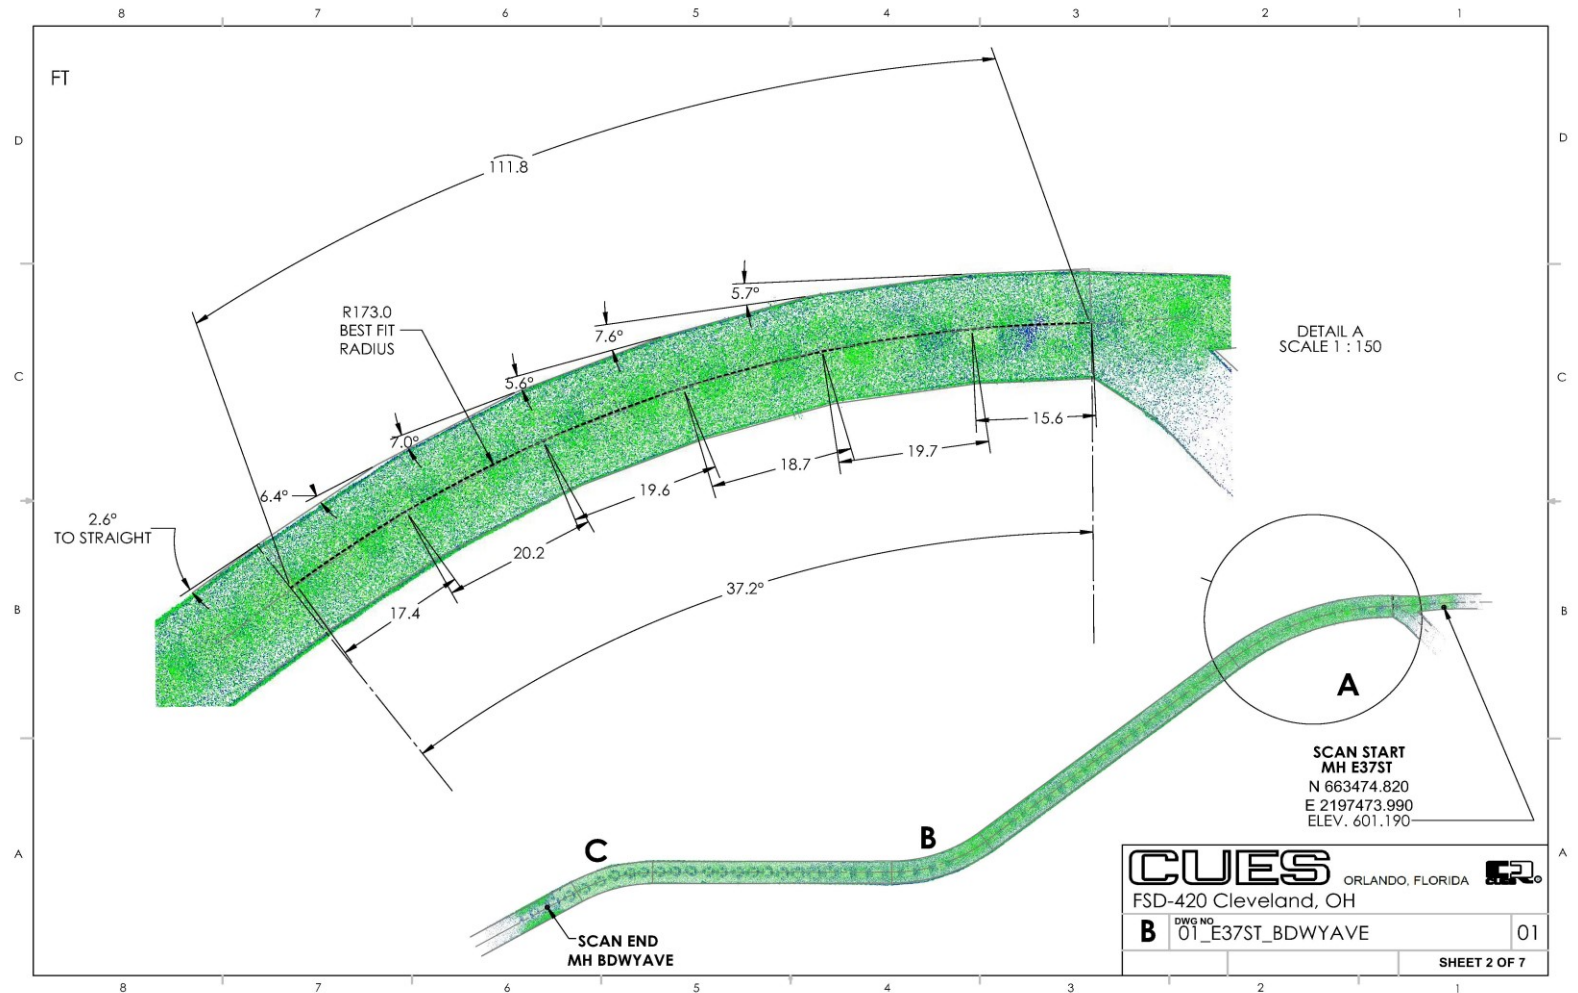 8 7 6 5 4 3 2 1
FT
D
D
111.8
R173.0
BEST FIT
RADIUS
5.7°
7.6°
5.6°
7.0°
6.4°
2.6°
TO STRAIGHT
DETAIL A
SCALE 1 : 150
C
C
15.6
19.7
18.7
19.6
20.2
17.4
37.2°
B
B
A
SCAN START
MH E37ST
N 663474.820
E 2197473.990
ELEV. 601.190
A
A
C
B
SCAN END
MH BDWYAVE
CUES ORLANDO, FLORIDA CUES
FSD-420 Cleveland, OH
B DWG NO 01_E37ST_BDWYAVE 01
SHEET 2 OF 7
8 7 6 5 4 3 2 1